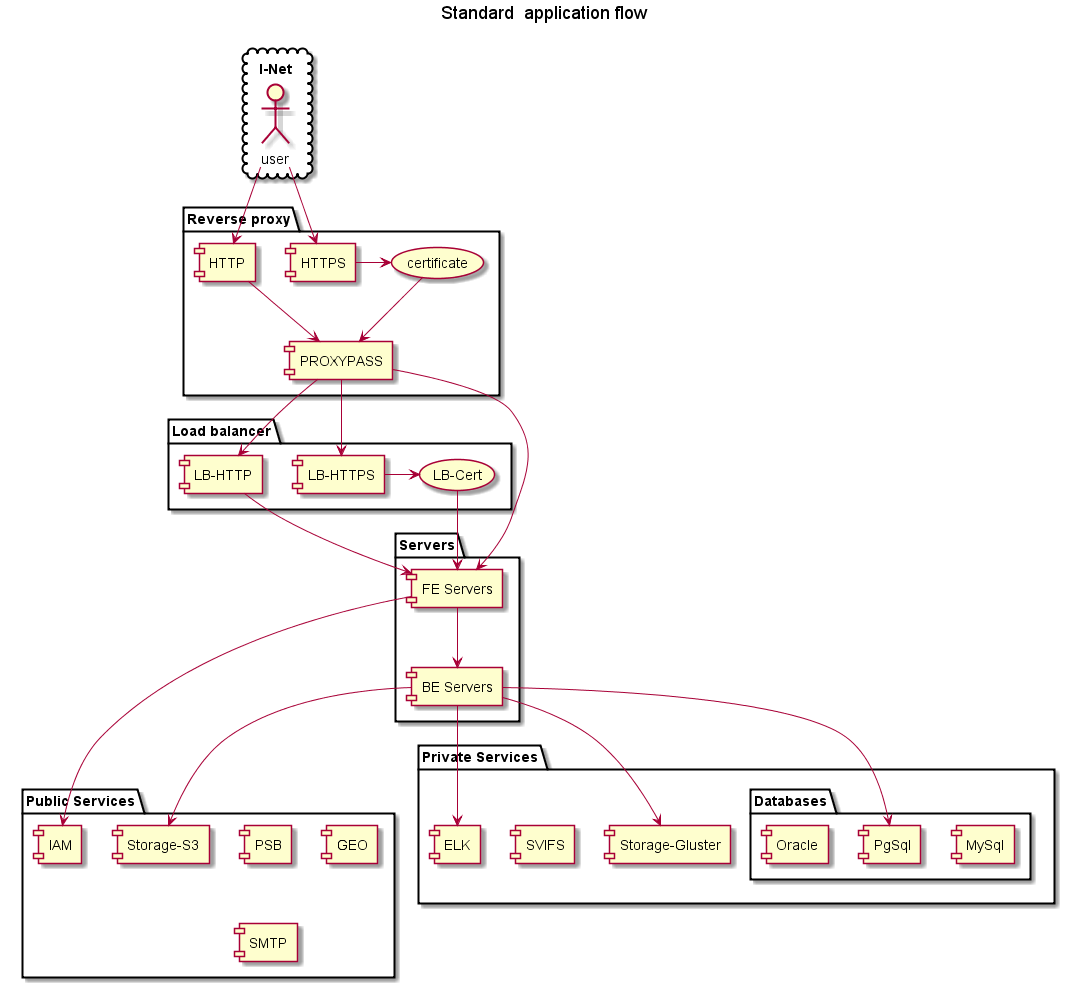 Standard  application flow
I-Net
user
Reverse proxy
HTTP
HTTPS
certificate
PROXYPASS
Load balancer
LB-HTTP
LB-HTTPS
LB-Cert
Servers
FE Servers
BE Servers
Private Services
Public Services
Databases
IAM
Storage-S3
PSB
GEO
ELK
SVIFS
Storage-Gluster
Oracle
PgSql
MySql
SMTP